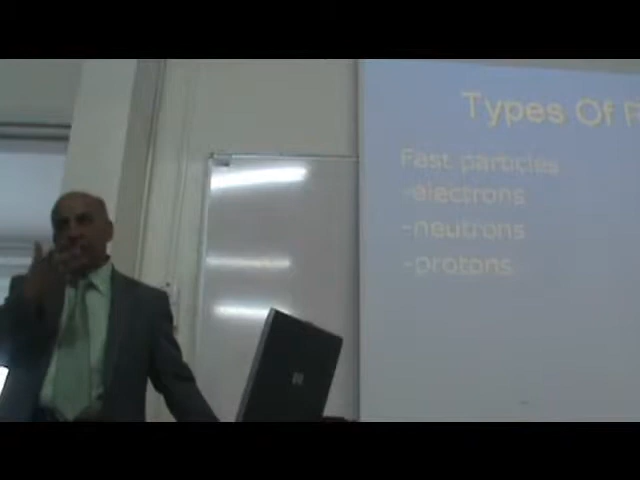 Types Of
Fast particles
-electrons
-neutrons
-protons